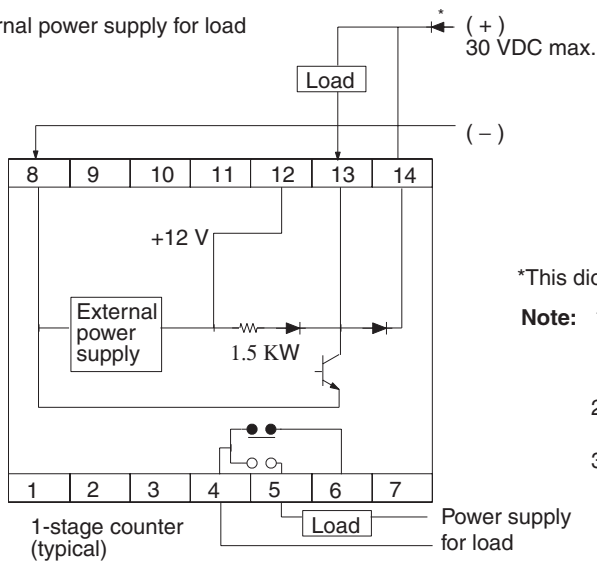 rnal power supply for load
*
( + )
30 VDC max.
Load
( − )
8 9 10 11 12 13 14
+12 V
External
power
supply
1.5 KW
*This dio
Note:
2
3
1 2 3 4 5 6 7
1-stage counter
(typical)
Load
Power supply
for load